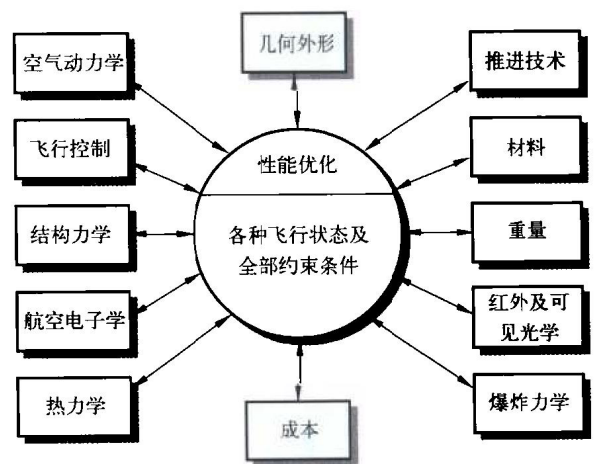 几何外形
空气动力学
推进技术
飞行控制
材料
性能优化
结构力学
各种飞行状态及
全部约束条件
重量
航空电子学
红外及可
见光学
热力学
爆炸力学
成本